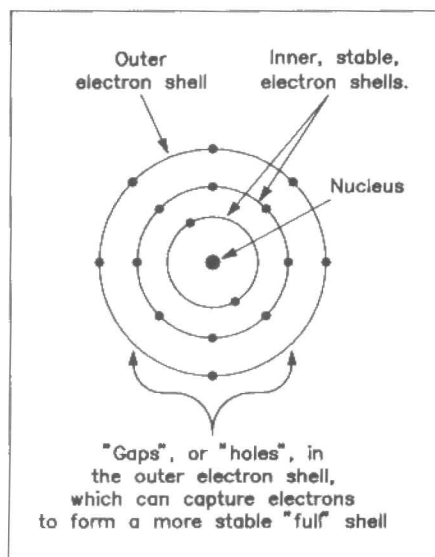 Outer
electron shell
Inner, stable,
electron shells.
Nucleus
"Gaps", or "holes", in
the outer electron shell,
which can capture electrons
to form a more stable "full" shell